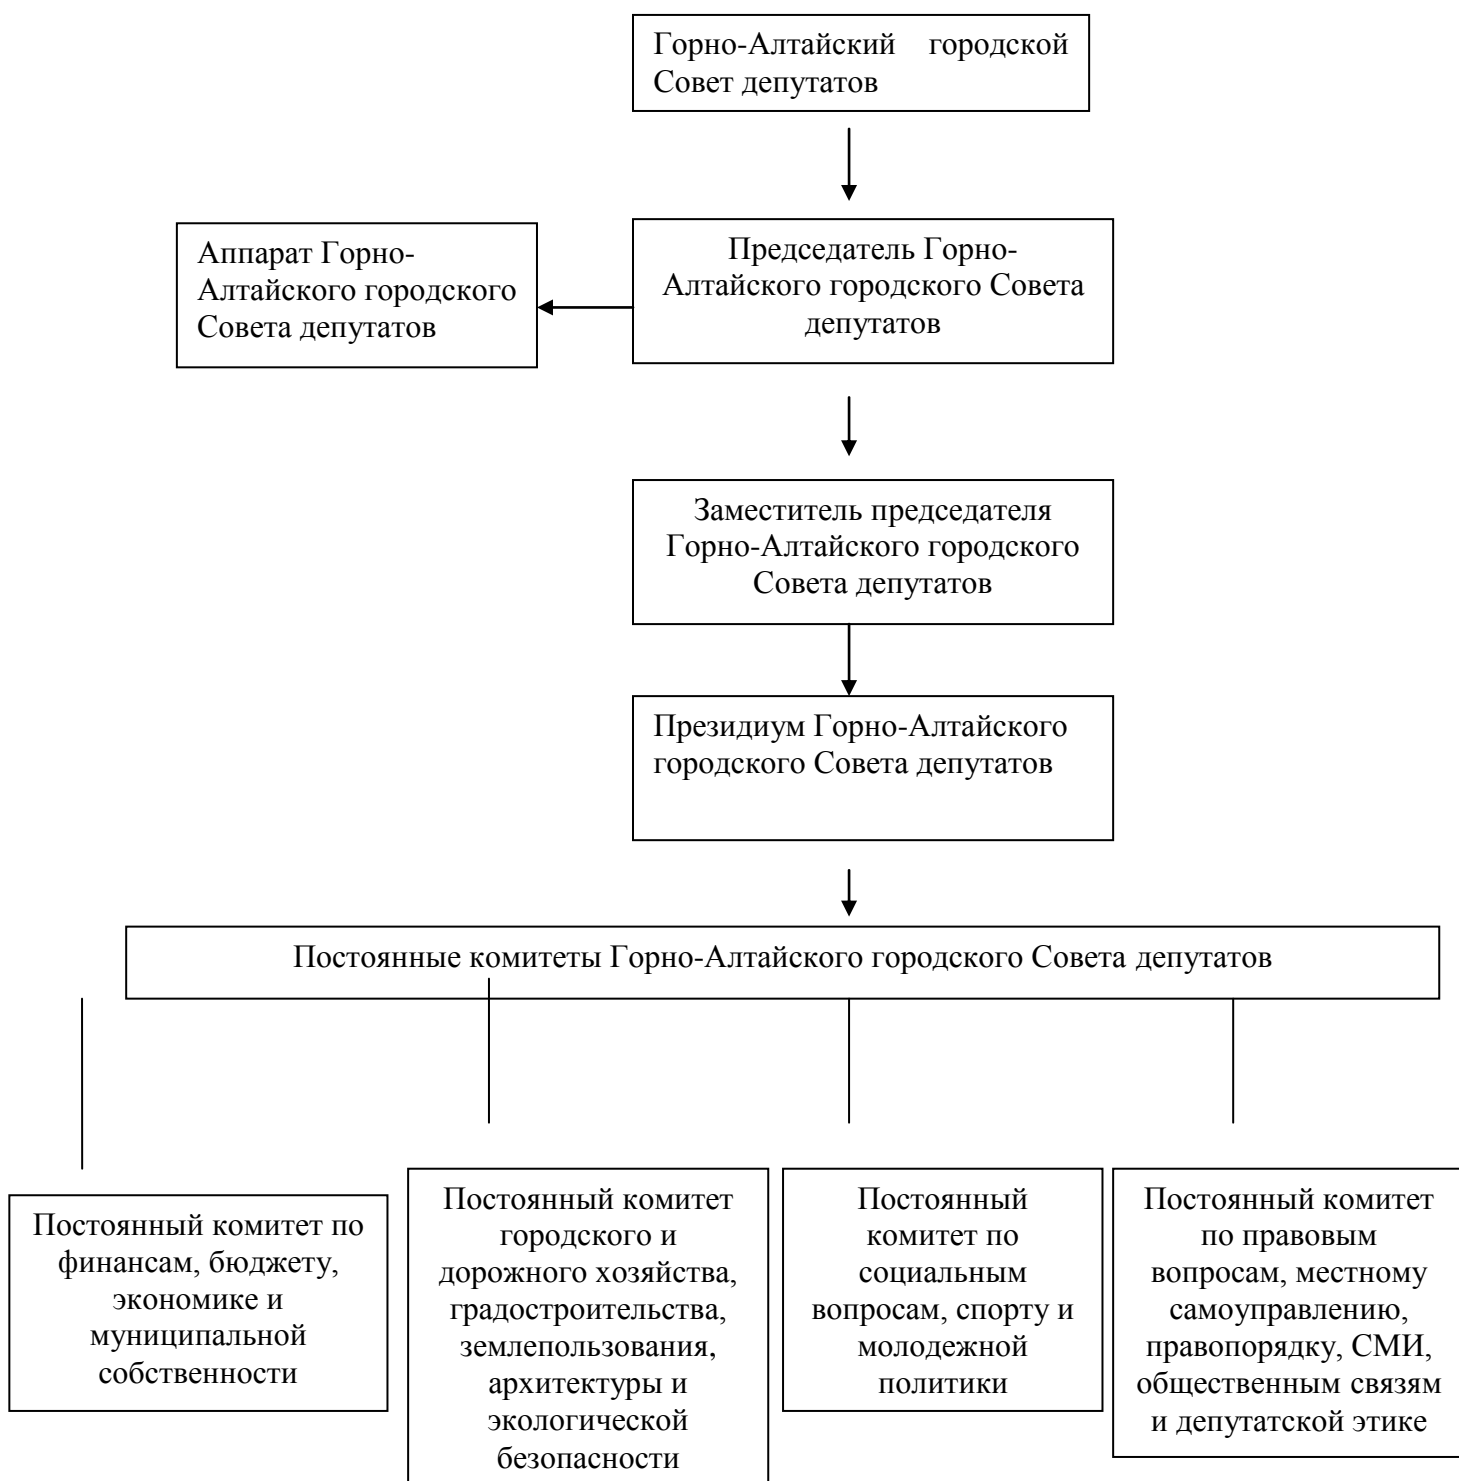 Горно-Алтайский городской
Совет депутатов
Аппарат Горно-
Алтайского городского
Совета депутатов
Председатель Горно-
Алтайского городского Совета
депутатов
Заместитель председателя
Горно-Алтайского городского
Совета депутатов
Президиум Горно-Алтайского
городского Совета депутатов
Постоянные комитеты Горно-Алтайского городского Совета депутатов
Постоянный комитет по
финансам, бюджету,
экономике и
муниципальной
собственности
Постоянный комитет
городского и
дорожного хозяйства,
градостроительства,
землепользования,
архитектуры и
экологической
безопасности
Постоянный
комитет по
социальным
вопросам, спорту и
молодежной
политики
Постоянный комитет
по правовым
вопросам, местному
самоуправлению,
правопорядку, СМИ,
общественным связям
и депутатской этике